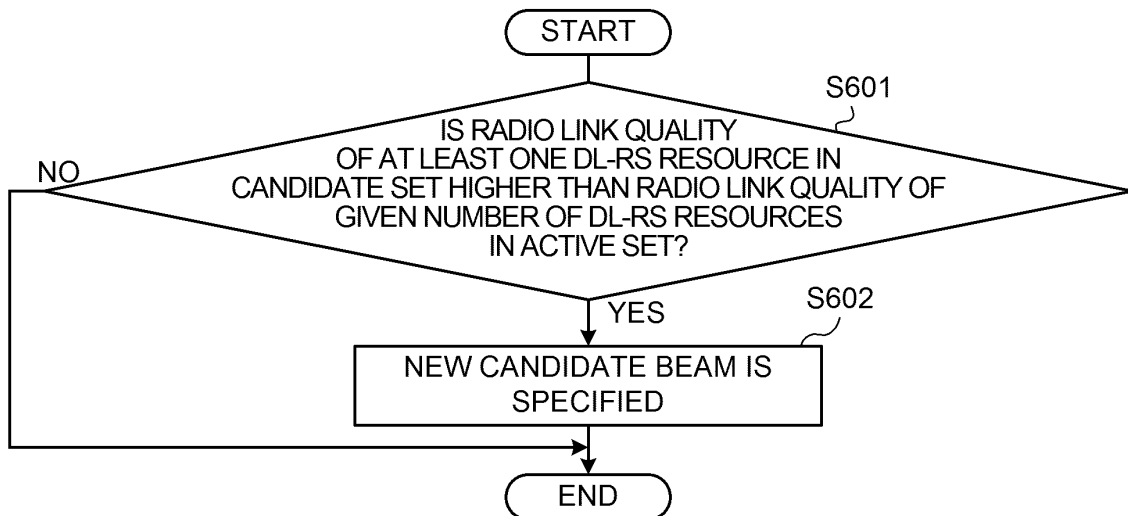 START
S601
IS RADIO LINK QUALITY
OF AT LEAST ONE DL-RS RESOURCE IN
CANDIDATE SET HIGHER THAN RADIO LINK QUALITY OF
GIVEN NUMBER OF DL-RS RESOURCES
IN ACTIVE SET?
NO
YES
S602
NEW CANDIDATE BEAM IS
SPECIFIED
END